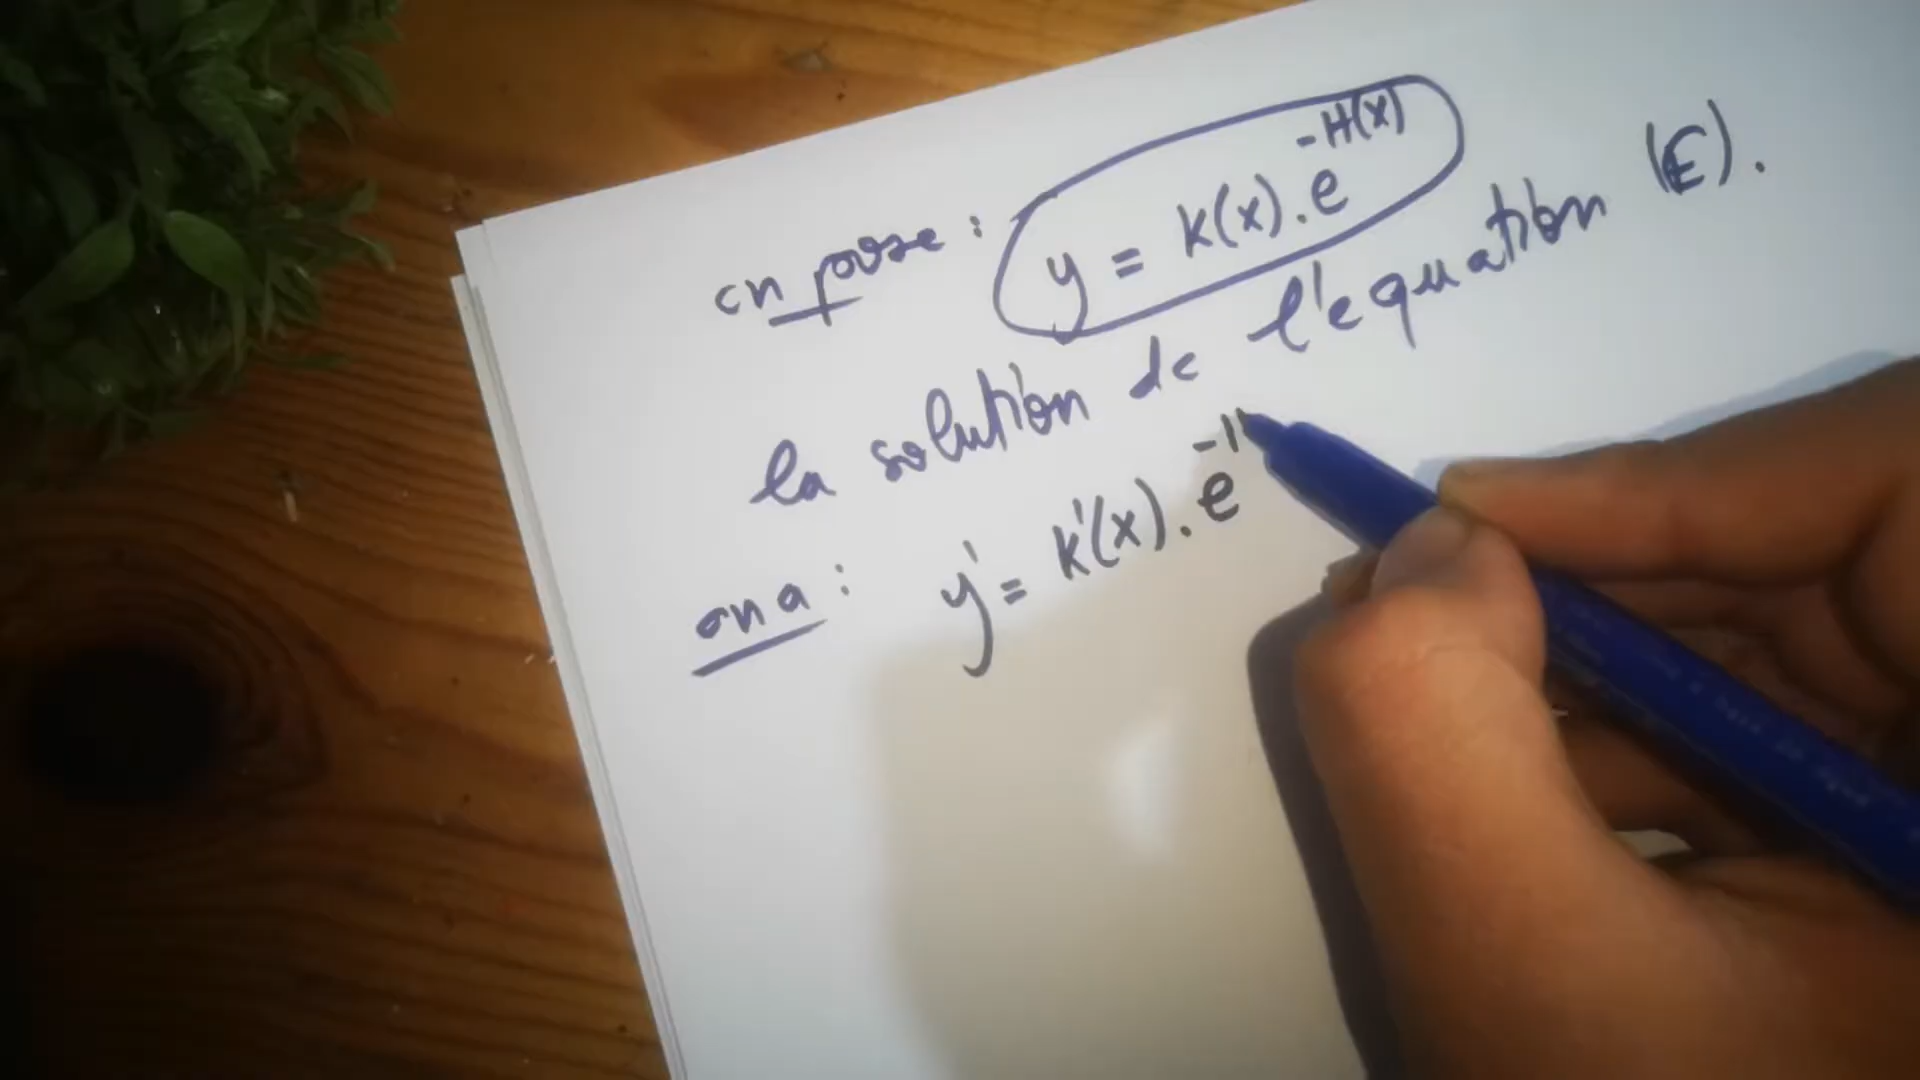 on pose : y = k(x).e^-H(x)
la solution de l'equation (E).
on a : y' = k'(x).e^-